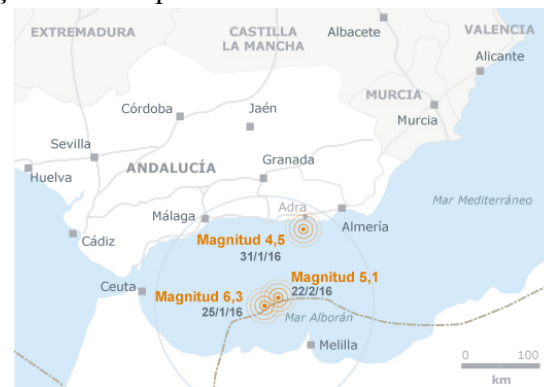 EXTREMADURA
CASTILLA
LA MANCHA
Albacete
VALENCIA
Alicante
MURCIA
Murcia
Córdoba
Jaén
Sevilla
Huelva
ANDALUCÍA
Granada
Mar Mediterráneo
Málaga
Adra
Almería
Cádiz
Magnitud 4,5
31/1/16
Ceuta
Magnitud 5,1
22/2/16
Magnitud 6,3
25/1/16
Mar Alborán
Melilla
0 100
km